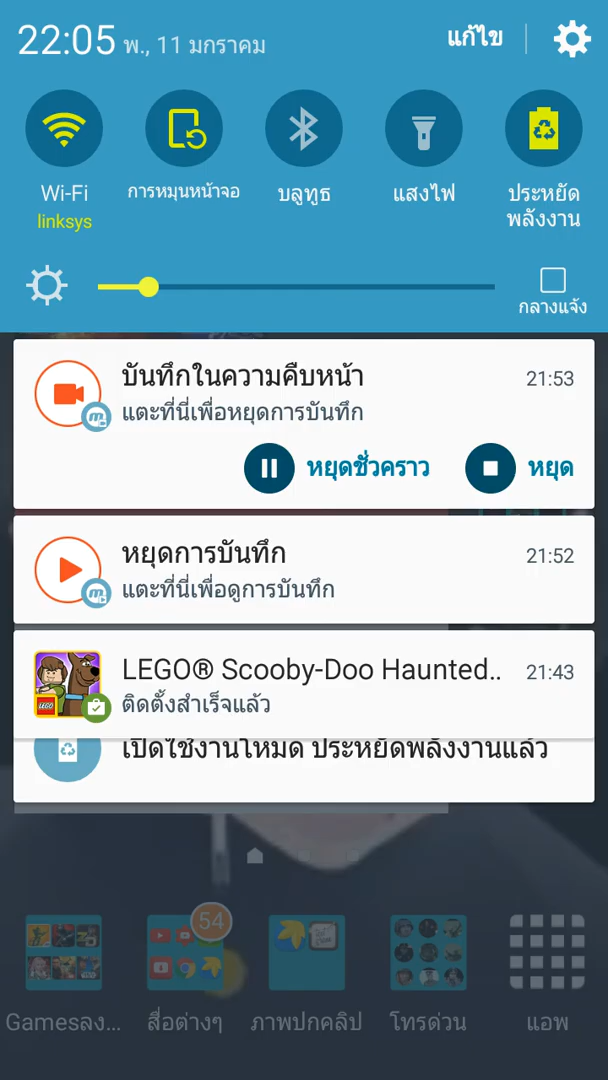 22:05 พ., 11 มกราคม
แก้ไข
Wi-Fi
linksys
การหมุนหน้าจอ
บลูทูธ
แสงไฟ
ประหยัด
พลังงาน
กลางแจ้ง
บันทึกในความคืบหน้า
21:53
แตะที่นี่เพื่อหยุดการบันทึก
หยุดชั่วคราว
หยุด
หยุดการบันทึก
21:52
แตะที่นี่เพื่อดูการบันทึก
LEGO® Scooby-Doo Haunted..
21:43
ติดตั้งสำเร็จแล้ว
LEGO
เปิดใช้งานโหมด ประหยัดพลังงานแล้ว
54
Gamesลง...
สื่อต่างๆ
ภาพปกคลิป
โทรด่วน
แอพ